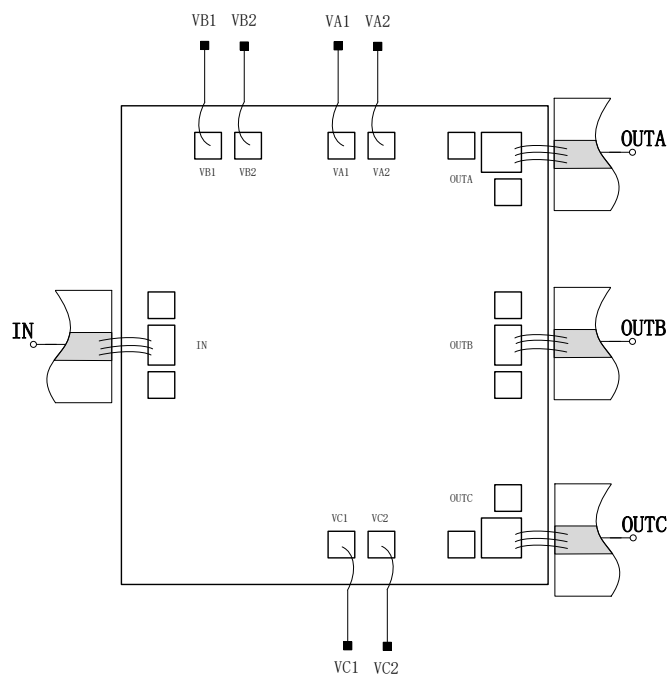 VB1 VB2 VA1 VA2
OUTA
VB1 VB2 VA1 VA2 OUTA
IN IN OUTB OUTB
OUTC
VC1 VC2
OUTC
VC1 VC2